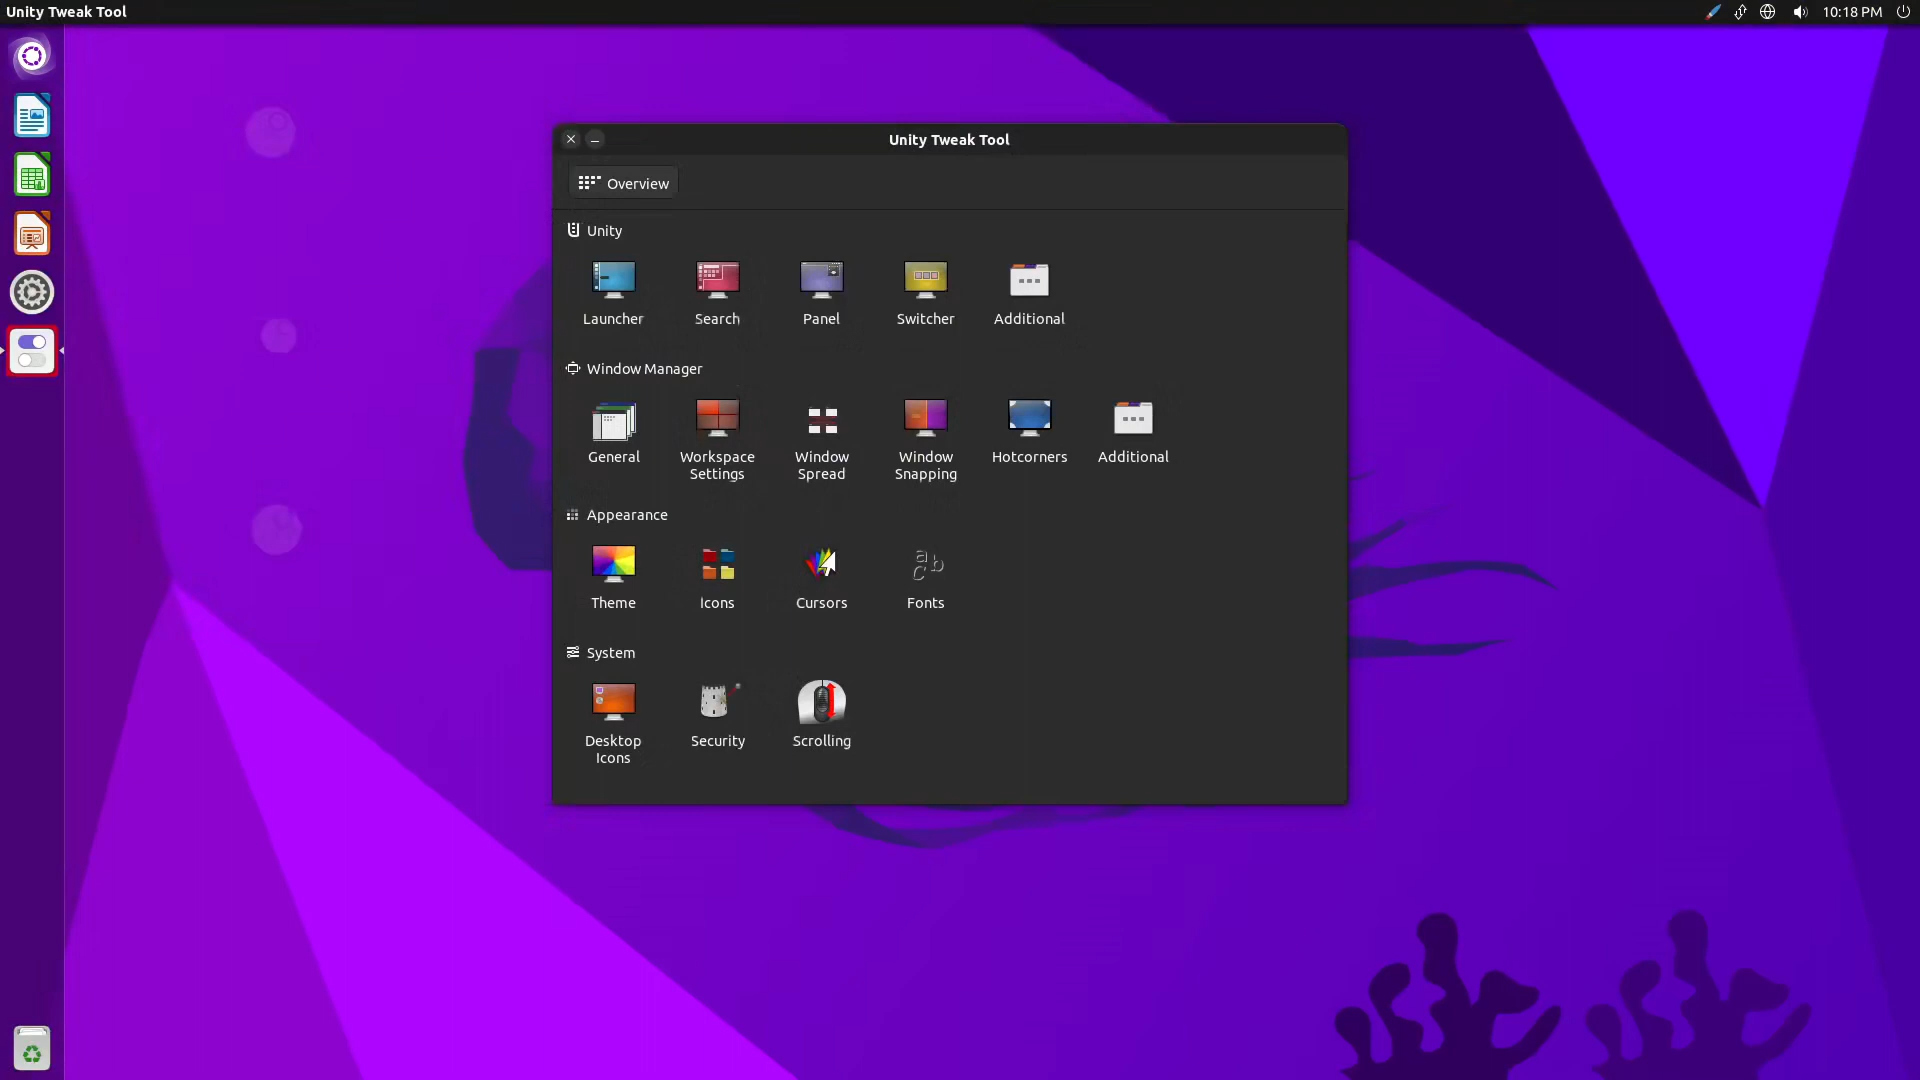 Unity Tweak Tool
10:18 PM
Unity Tweak Tool
Overview
Unity
Launcher
Search
Panel
Switcher
Additional
Window Manager
General
Workspace
Settings
Window
Spread
Window
Snapping
Hotcorners
Additional
Appearance
Theme
Icons
Cursors
a b c
Fonts
System
Desktop
Icons
Security
Scrolling